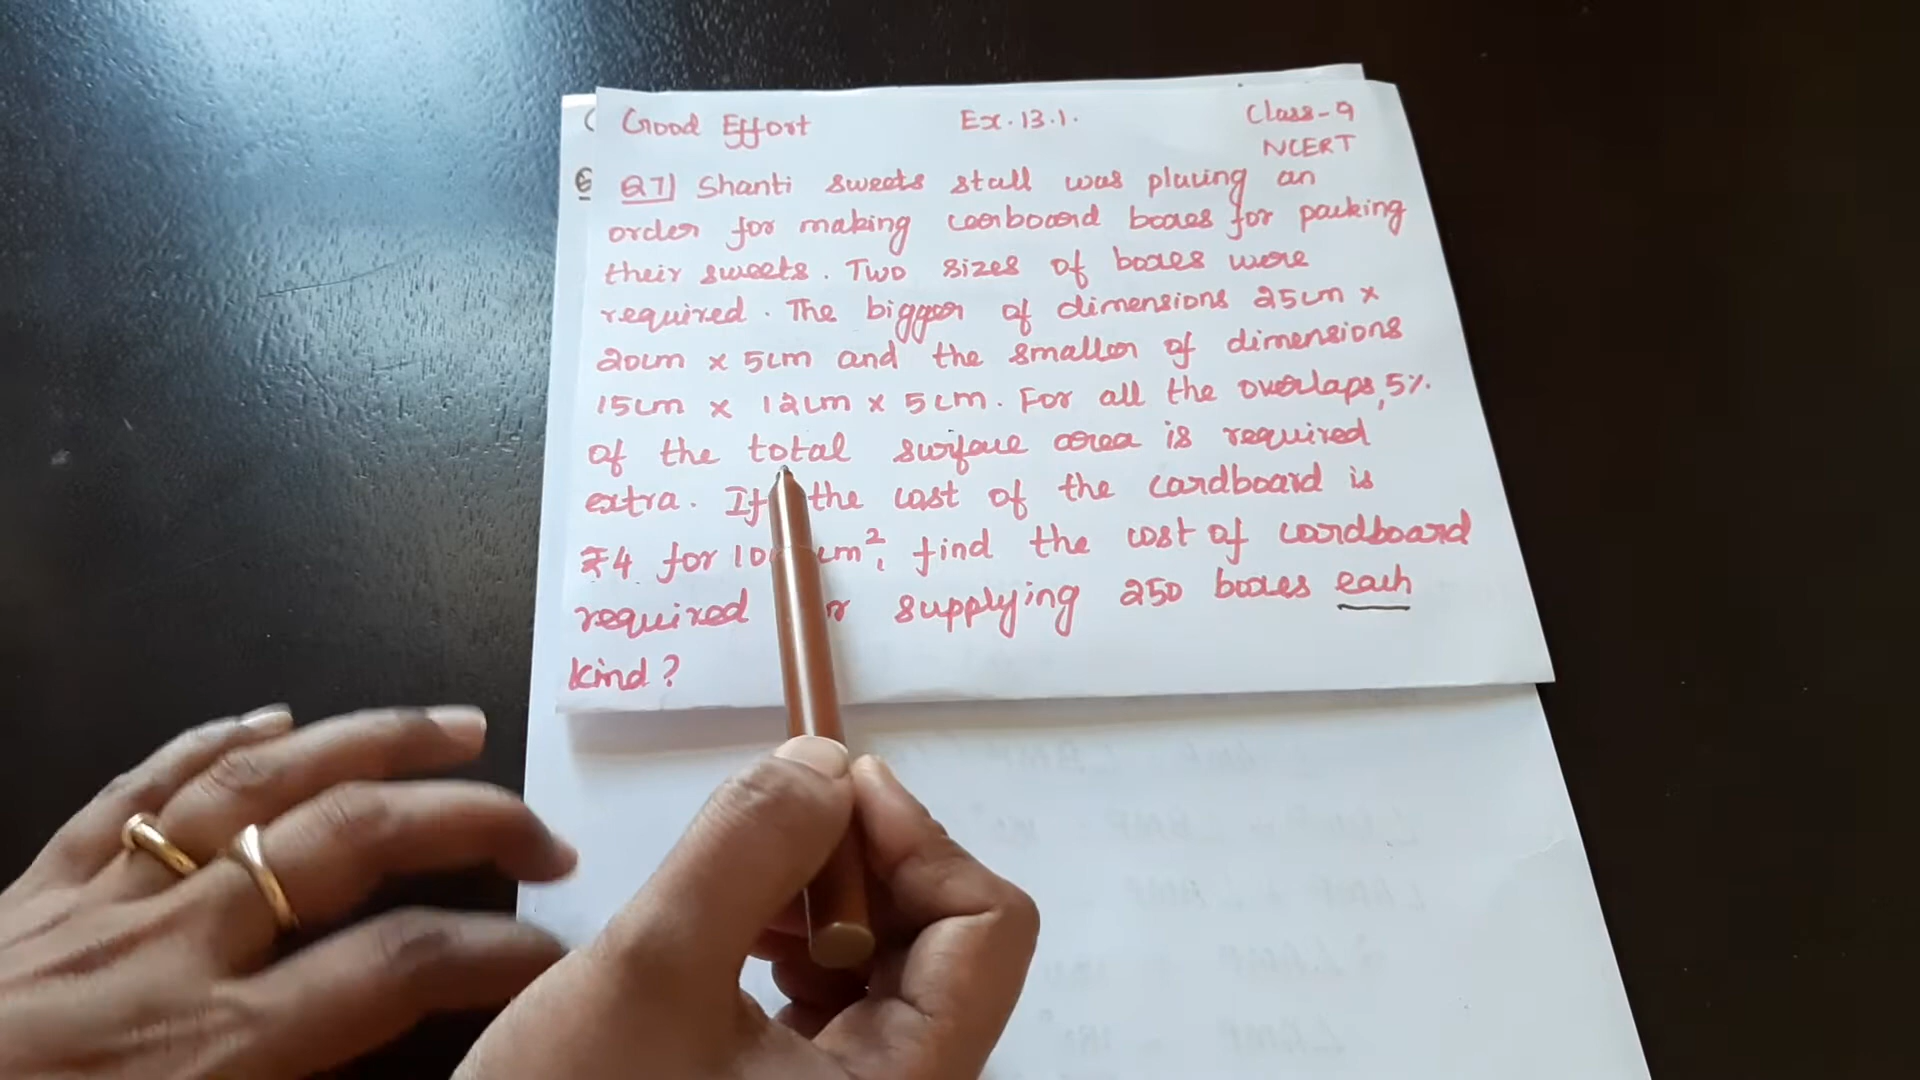 Good Effort Ex. 13.1. Class-9
NCERT
Q7) Shanti sweets stall was placing an
order for making carboard boxes for packing
their sweets. Two sizes of boxes were
required. The bigger of dimensions 25cm ×
20cm × 5cm and the smaller of dimensions
15cm × 12cm × 5cm. For all the overlaps, 5%
of the total surface area is required
extra. If the cost of the cardboard is
₹4 for cm², find the cost of cardboard
required supplying 250 boxes each
kind?